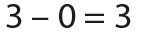 3 – 0 = 3